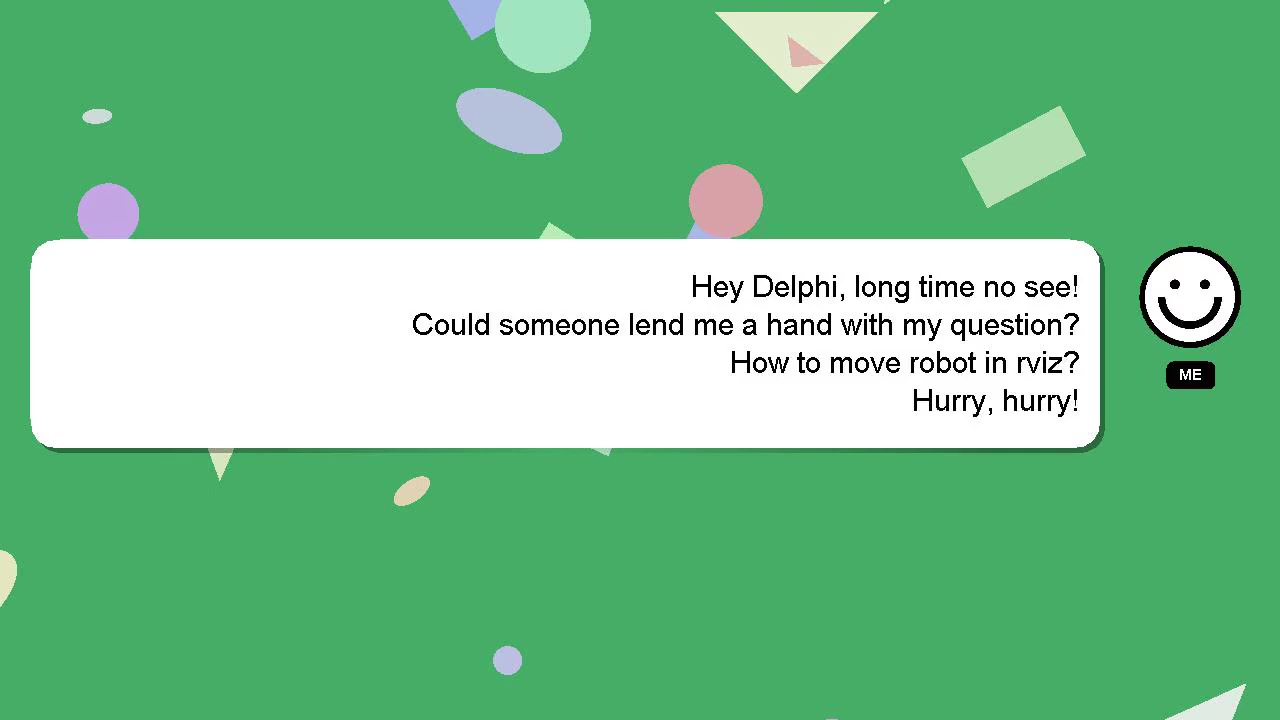 Hey Delphi, long time no see!
Could someone lend me a hand with my question?
How to move robot in rviz?
Hurry, hurry!
ME